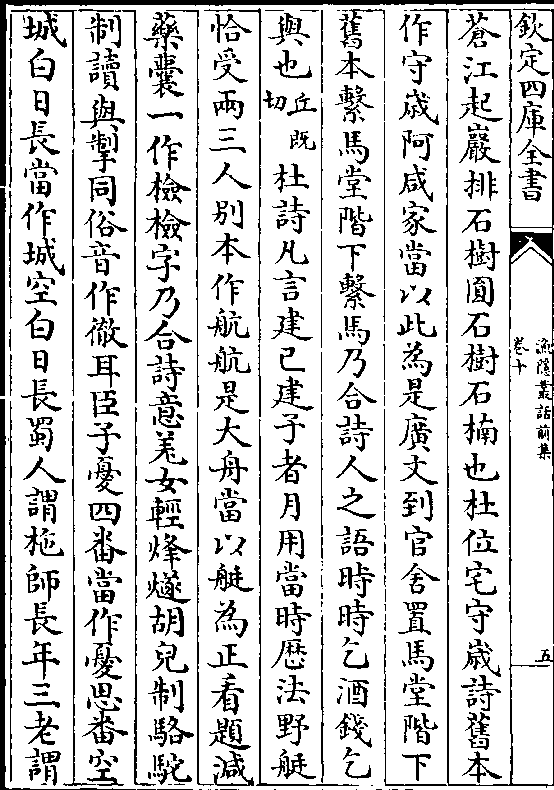 欽定四庫全書
漁隱叢話前集
卷十
五
蒼江起巖排石樹圎石樹石楠也杜位宅守歳詩舊本
作守歳阿咸家當以此為是廣文到官舍置馬堂階下
舊本繫馬堂階下繫馬乃合詩人之語時時乞酒錢乞
與也丘既切杜詩凡言建已建子者月用當時厯法野艇
恰受兩三人别本作航航是大舟當以艇為正看題減
藥囊一作檢檢字乃合詩意羌女輕烽燧胡兒制駱駝
制讀與掣同俗音作徹耳臣子憂四番當作憂思番空
城白日長當作城空白日長蜀人謂柂師長年三老謂